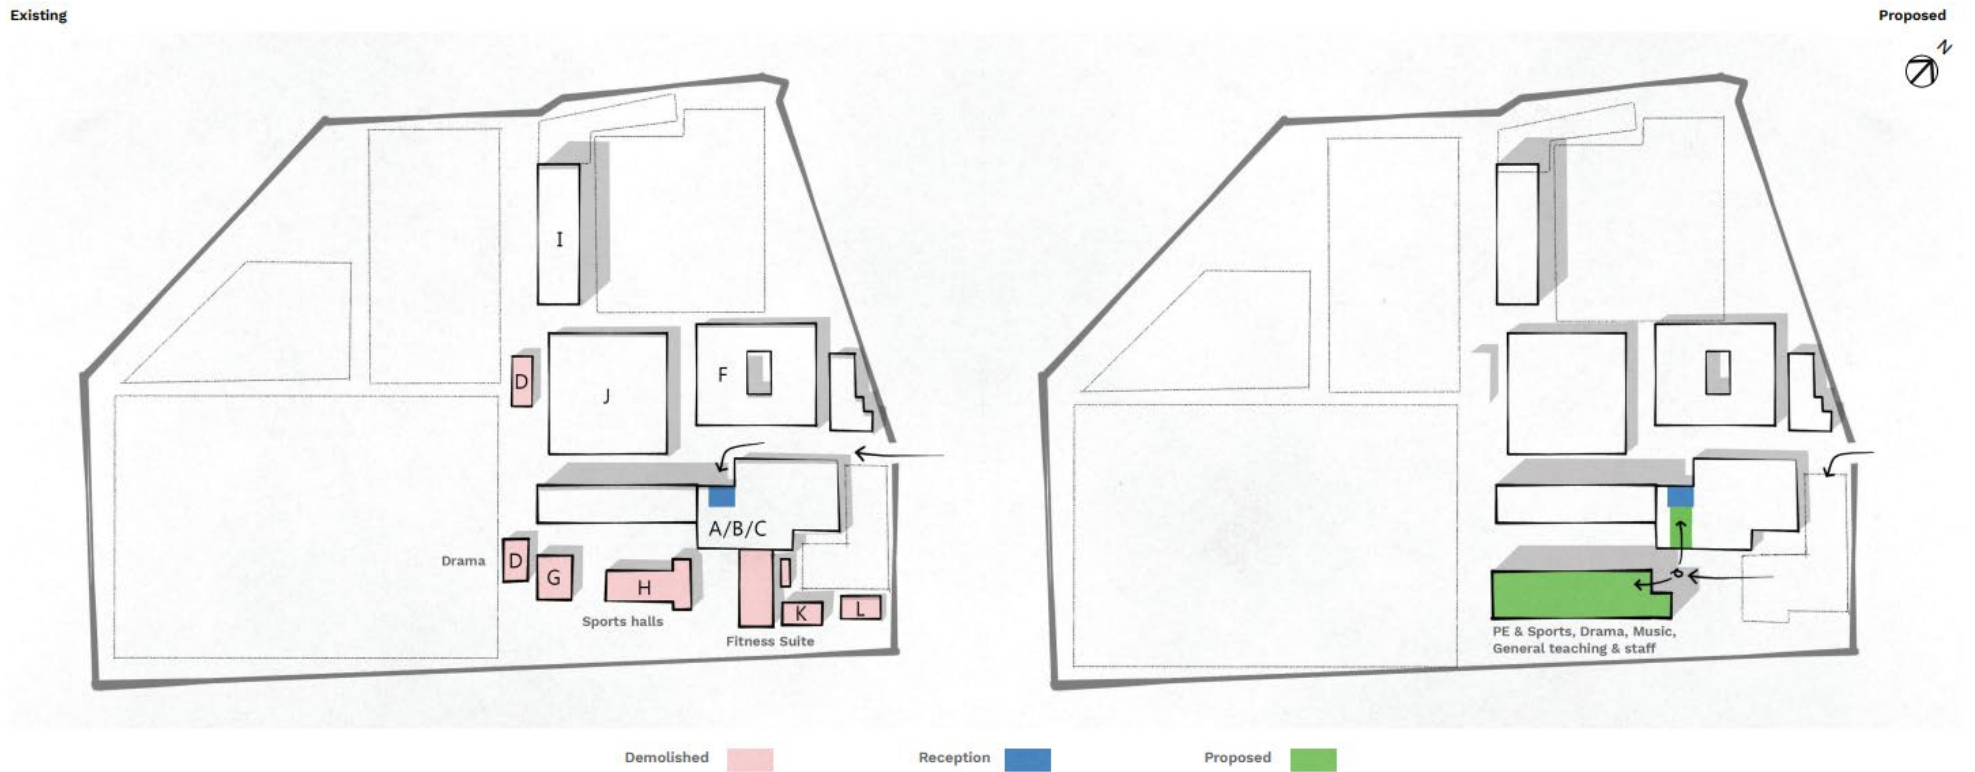 Existing
Proposed
N
I
D
J
F
A/B/C
Drama
D
G
H
Sports halls
K
L
Fitness Suite
PE & Sports, Drama, Music,
General teaching & staff
Demolished
Reception
Proposed